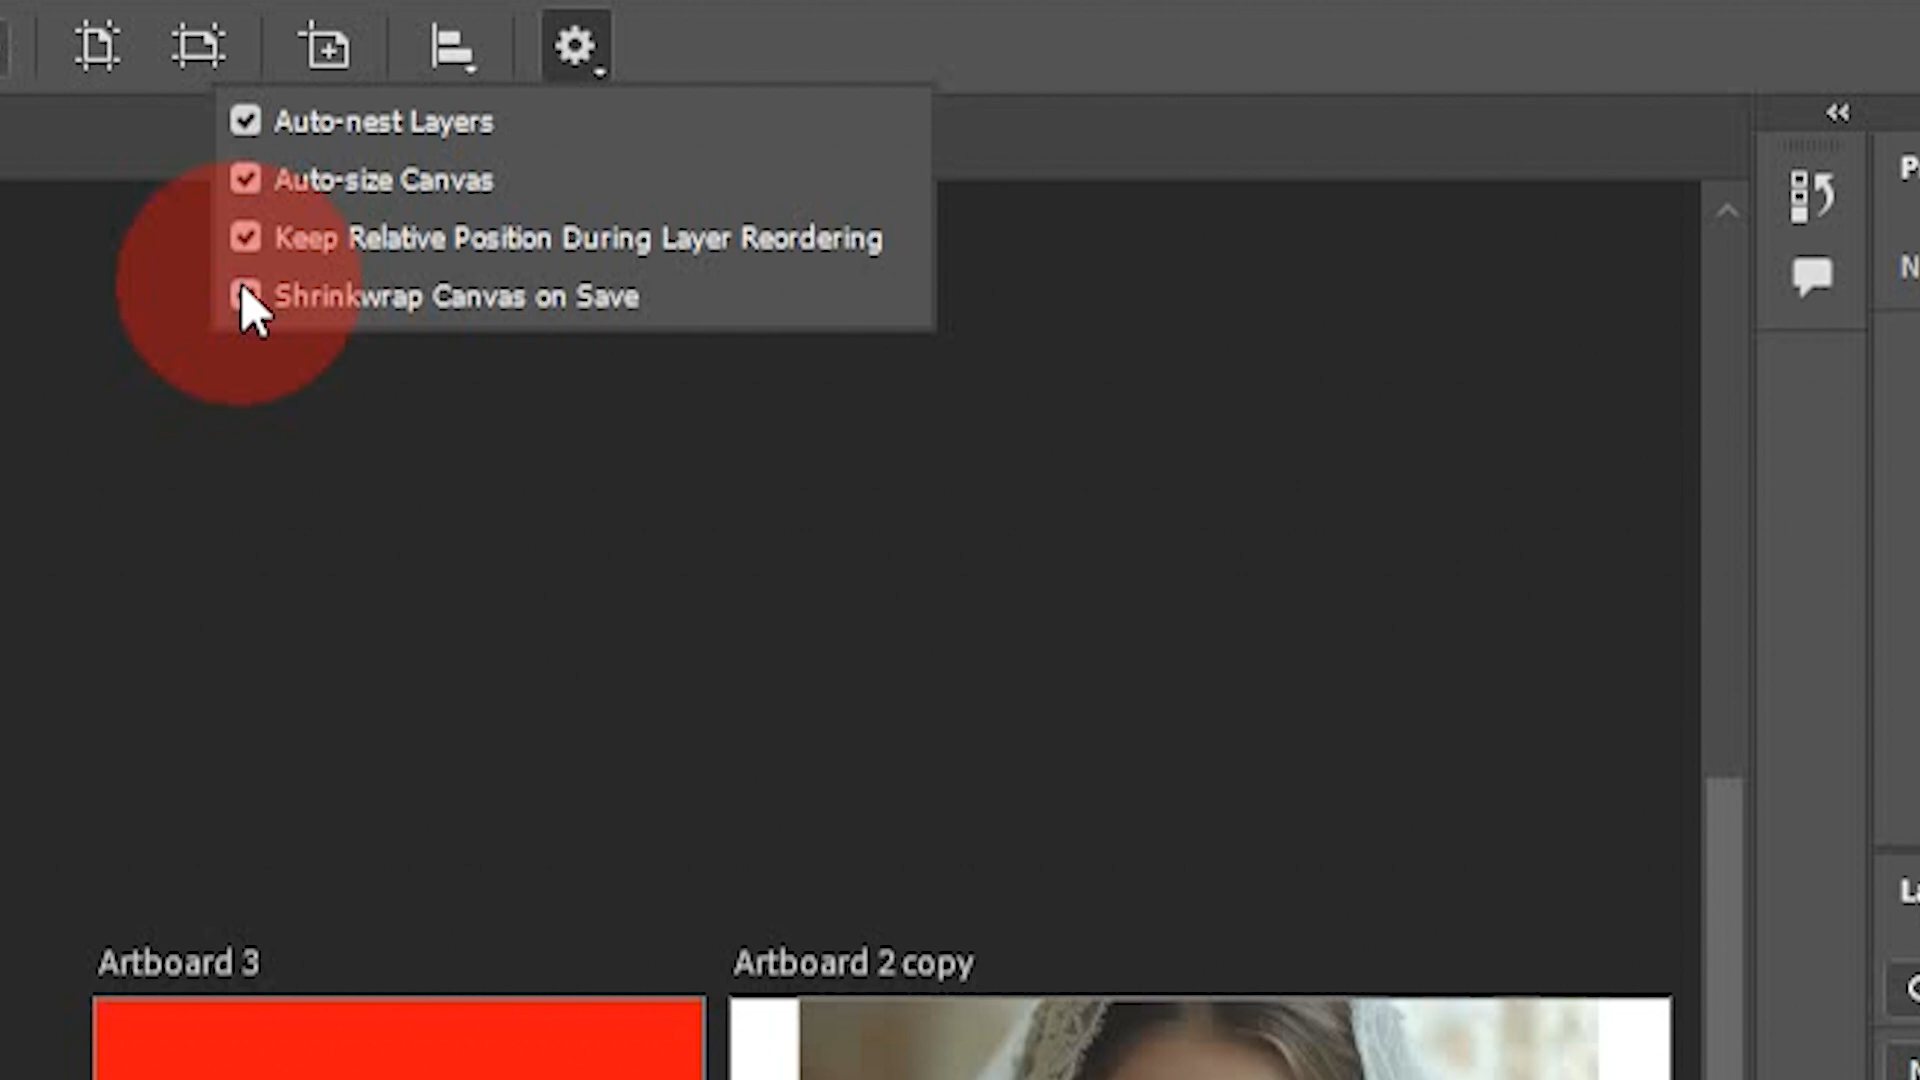 Auto-nest Layers
Auto-size Canvas
Keep Relative Position During Layer Reordering
Shrinkwrap Canvas on Save
Artboard 3
Artboard 2 copy